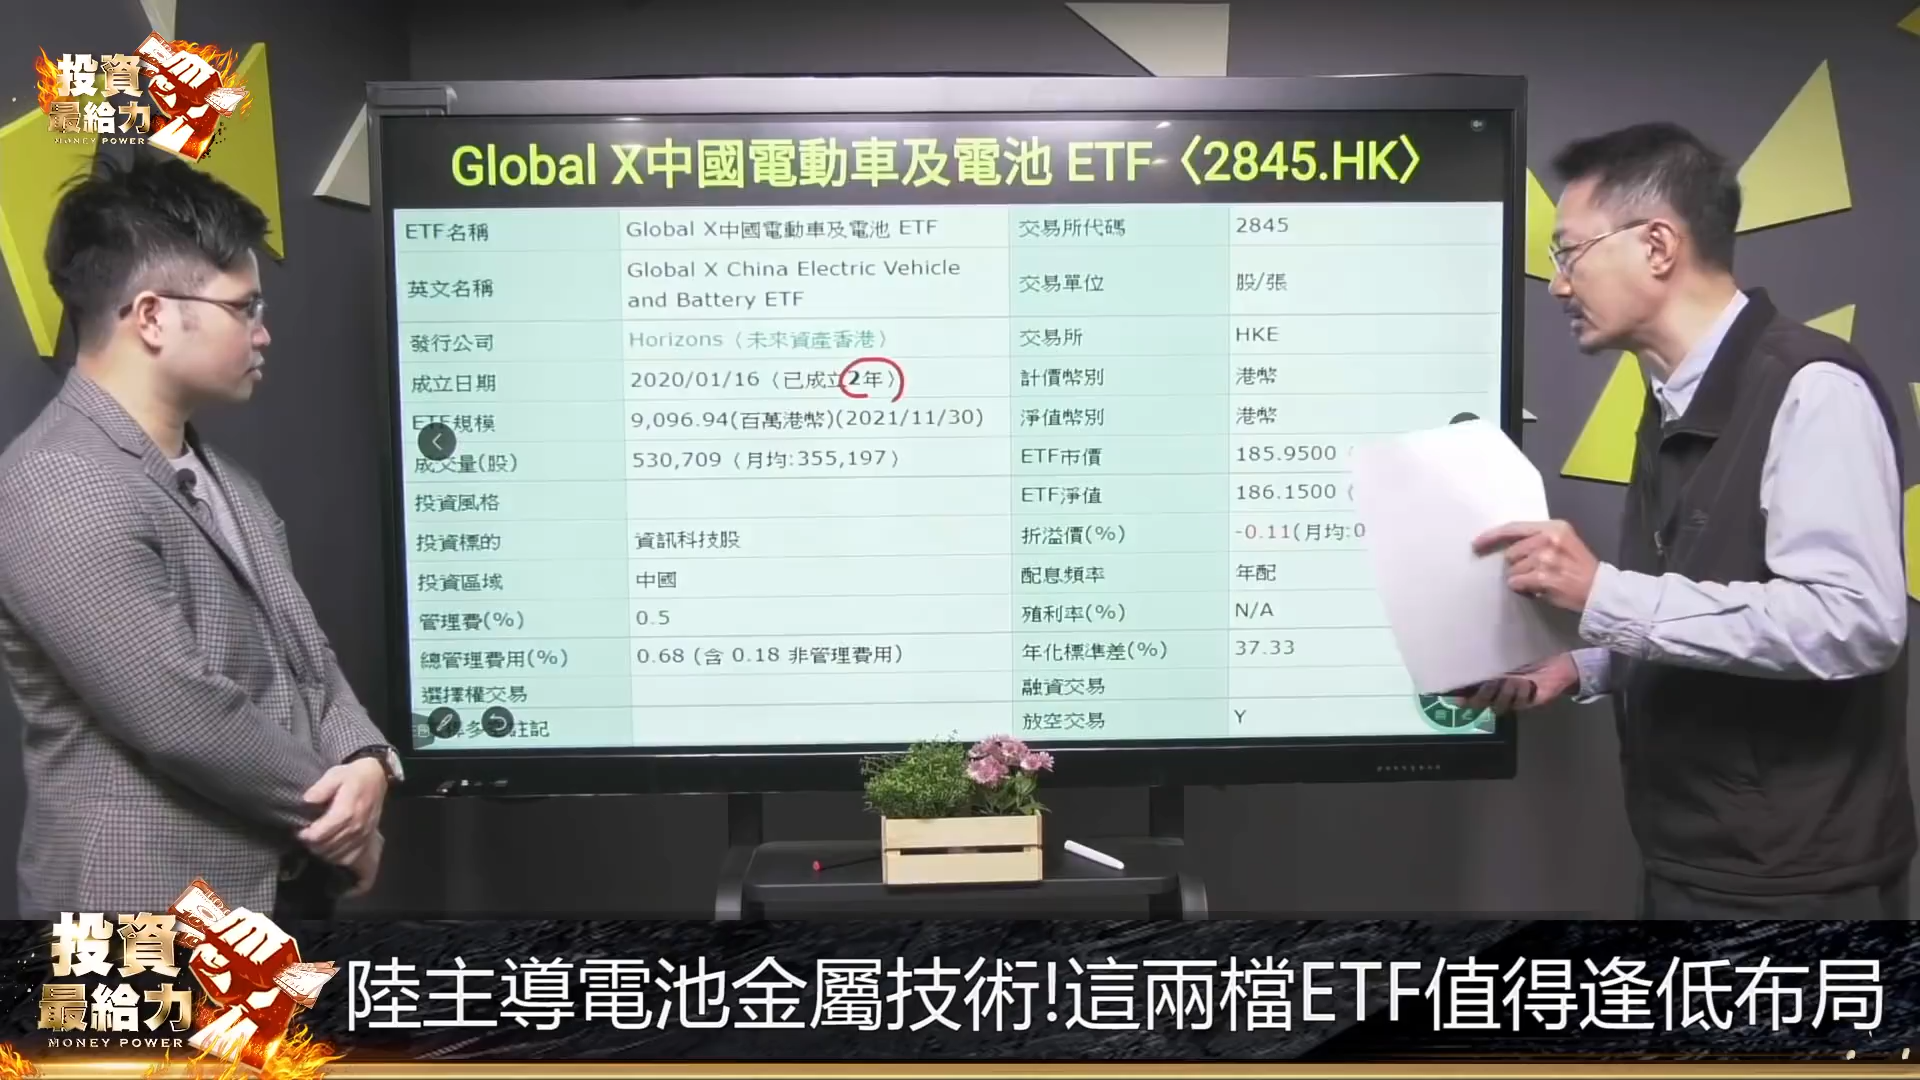 投資
最給力
MONEY POWER
Global X中國電動車及電池 ETF〈2845.HK〉
ETF名稱 Global X中國電動車及電池 ETF 交易所代碼 2845
英文名稱 Global X China Electric Vehicle and Battery ETF 交易單位 股/張
發行公司 Horizons（未來資產香港） 交易所 HKE
成立日期 2020/01/16（已成立2年） 計價幣別 港幣
ETF規模 9,096.94(百萬港幣)(2021/11/30) 淨值幣別 港幣
成交量(股) 530,709（月均:355,197） ETF市價 185.9500
投資風格 ETF淨值 186.1500（
投資標的 資訊科技股 折溢價(%) -0.11(月均:0
投資區域 中國 配息頻率 年配
管理費(%) 0.5 殖利率(%) N/A
總管理費用(%) 0.68 (含 0.18 非管理費用) 年化標準差(%) 37.33
選擇權交易 融資交易
註記 放空交易 Y
投資
最給力
MONEY POWER
陸主導電池金屬技術!這兩檔ETF值得逢低布局